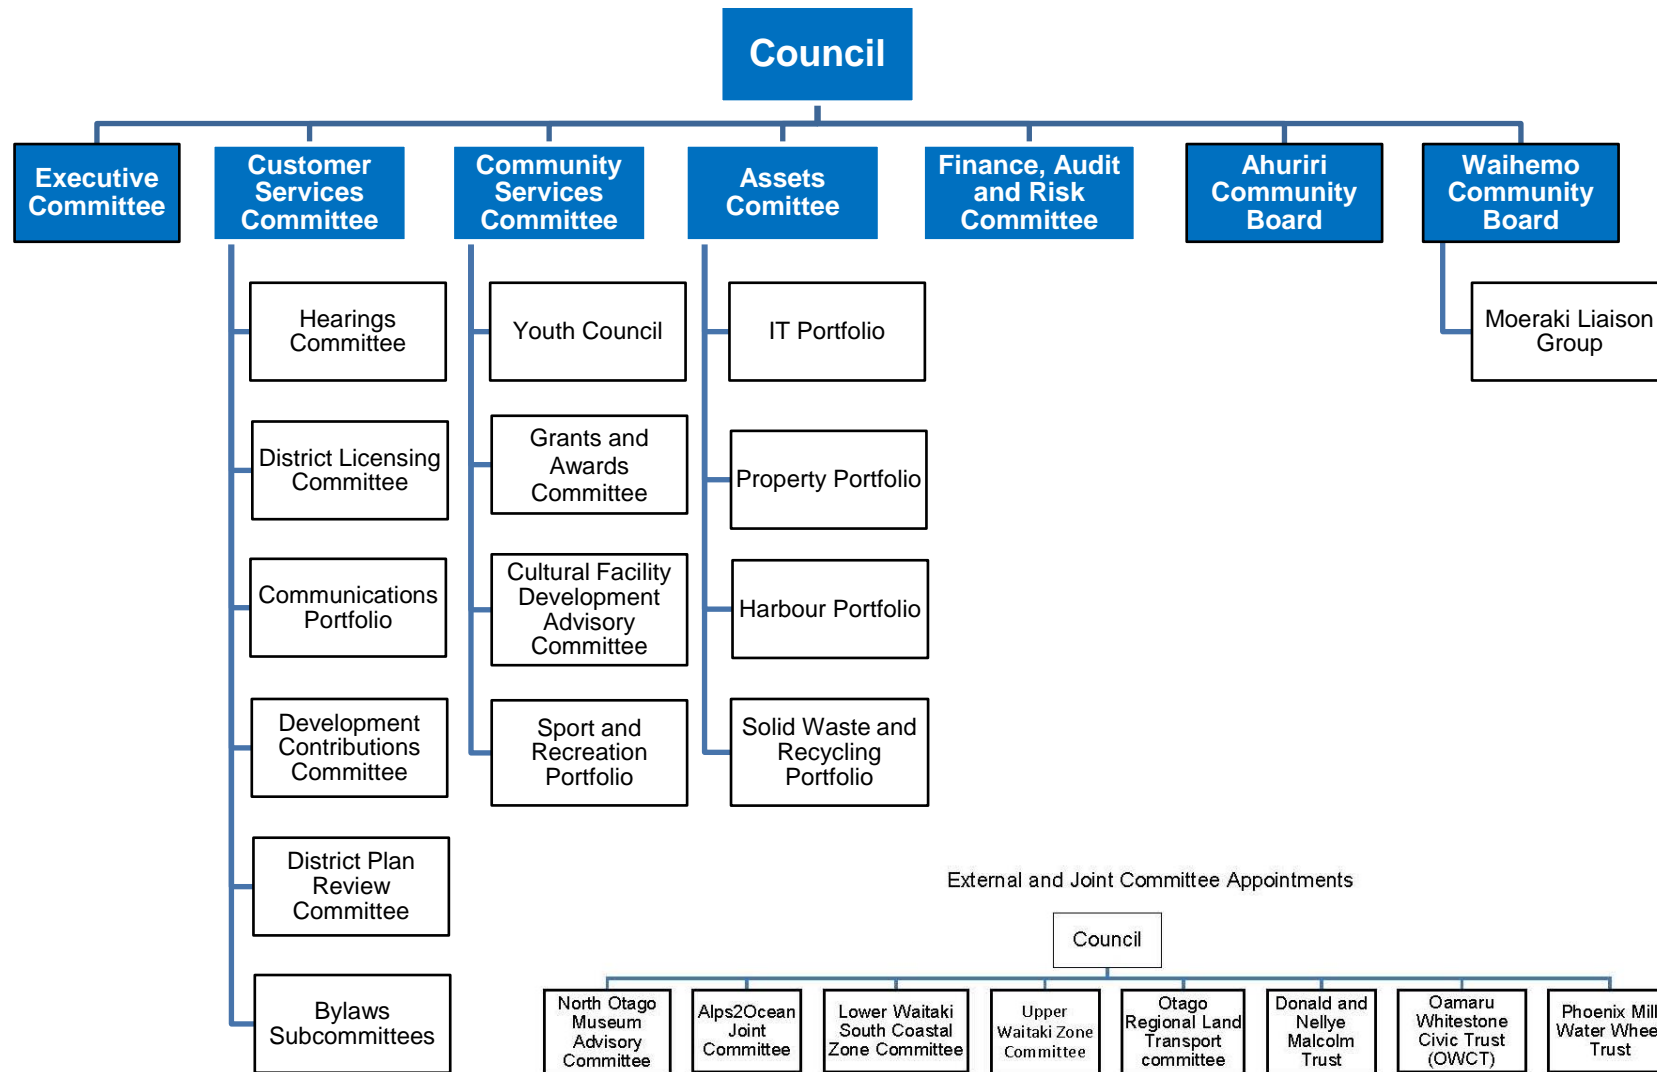 Council
Executive
Committee
Customer
Services
Committee
Community
Services
Committee
Assets
Comittee
Finance, Audit
and Risk
Committee
Ahuriri
Community
Board
Waihemo
Community
Board
Hearings
Committee
District Licensing
Committee
Communications
Portfolio
Development
Contributions
Committee
District Plan
Review
Committee
Bylaws
Subcommittees
Youth Council
Grants and
Awards
Committee
Cultural Facility
Development
Advisory
Committee
Sport and
Recreation
Portfolio
IT Portfolio
Property Portfolio
Harbour Portfolio
Solid Waste and
Recycling
Portfolio
Moeraki Liaison
Group
External and Joint Committee Appointments
Council
North Otago
Museum
Advisory
Committee
Alps2Ocean
Joint
Committee
Lower Waitaki
South Coastal
Zone Committee
Upper
Waitaki Zone
Committee
Otago
Regional Land
Transport
committee
Donald and
Nellye
Malcolm
Trust
Oamaru
Whitestone
Civic Trust
(OWCT)
Phoenix Mill
Water Wheel
Trust